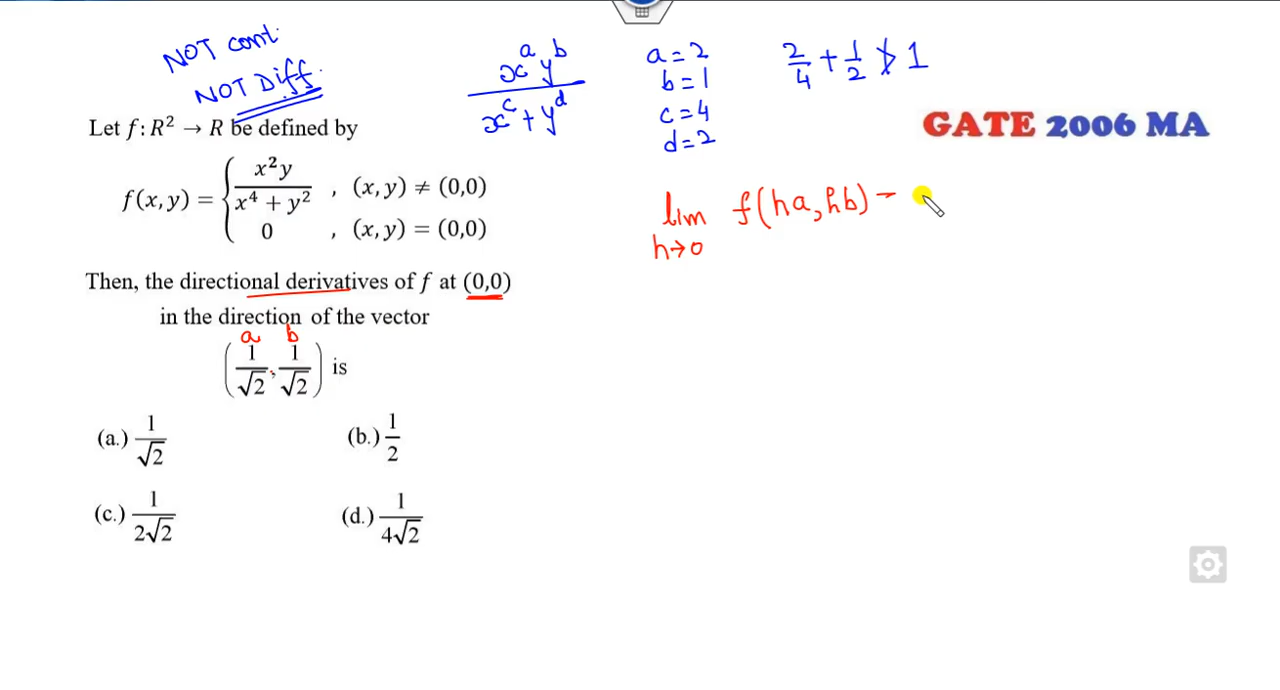 NOT cont.
NOT Diff.
x^a y^b / x^c + y^d
a = 2
b = 1
c = 4
d = 2
2/4 + 1/2 ≯ 1
GATE 2006 MA
Let f: R² → R be defined by
f(x, y) = { x²y / x⁴ + y² , (x, y) ≠ (0,0)
0 , (x, y) = (0,0)
lim h→0 f(ha, hb) −
Then, the directional derivatives of f at (0,0)
in the direction of the vector
a b
(1/√2, 1/√2) is
(a.) 1/√2 (b.) 1/2
(c.) 1/2√2 (d.) 1/4√2